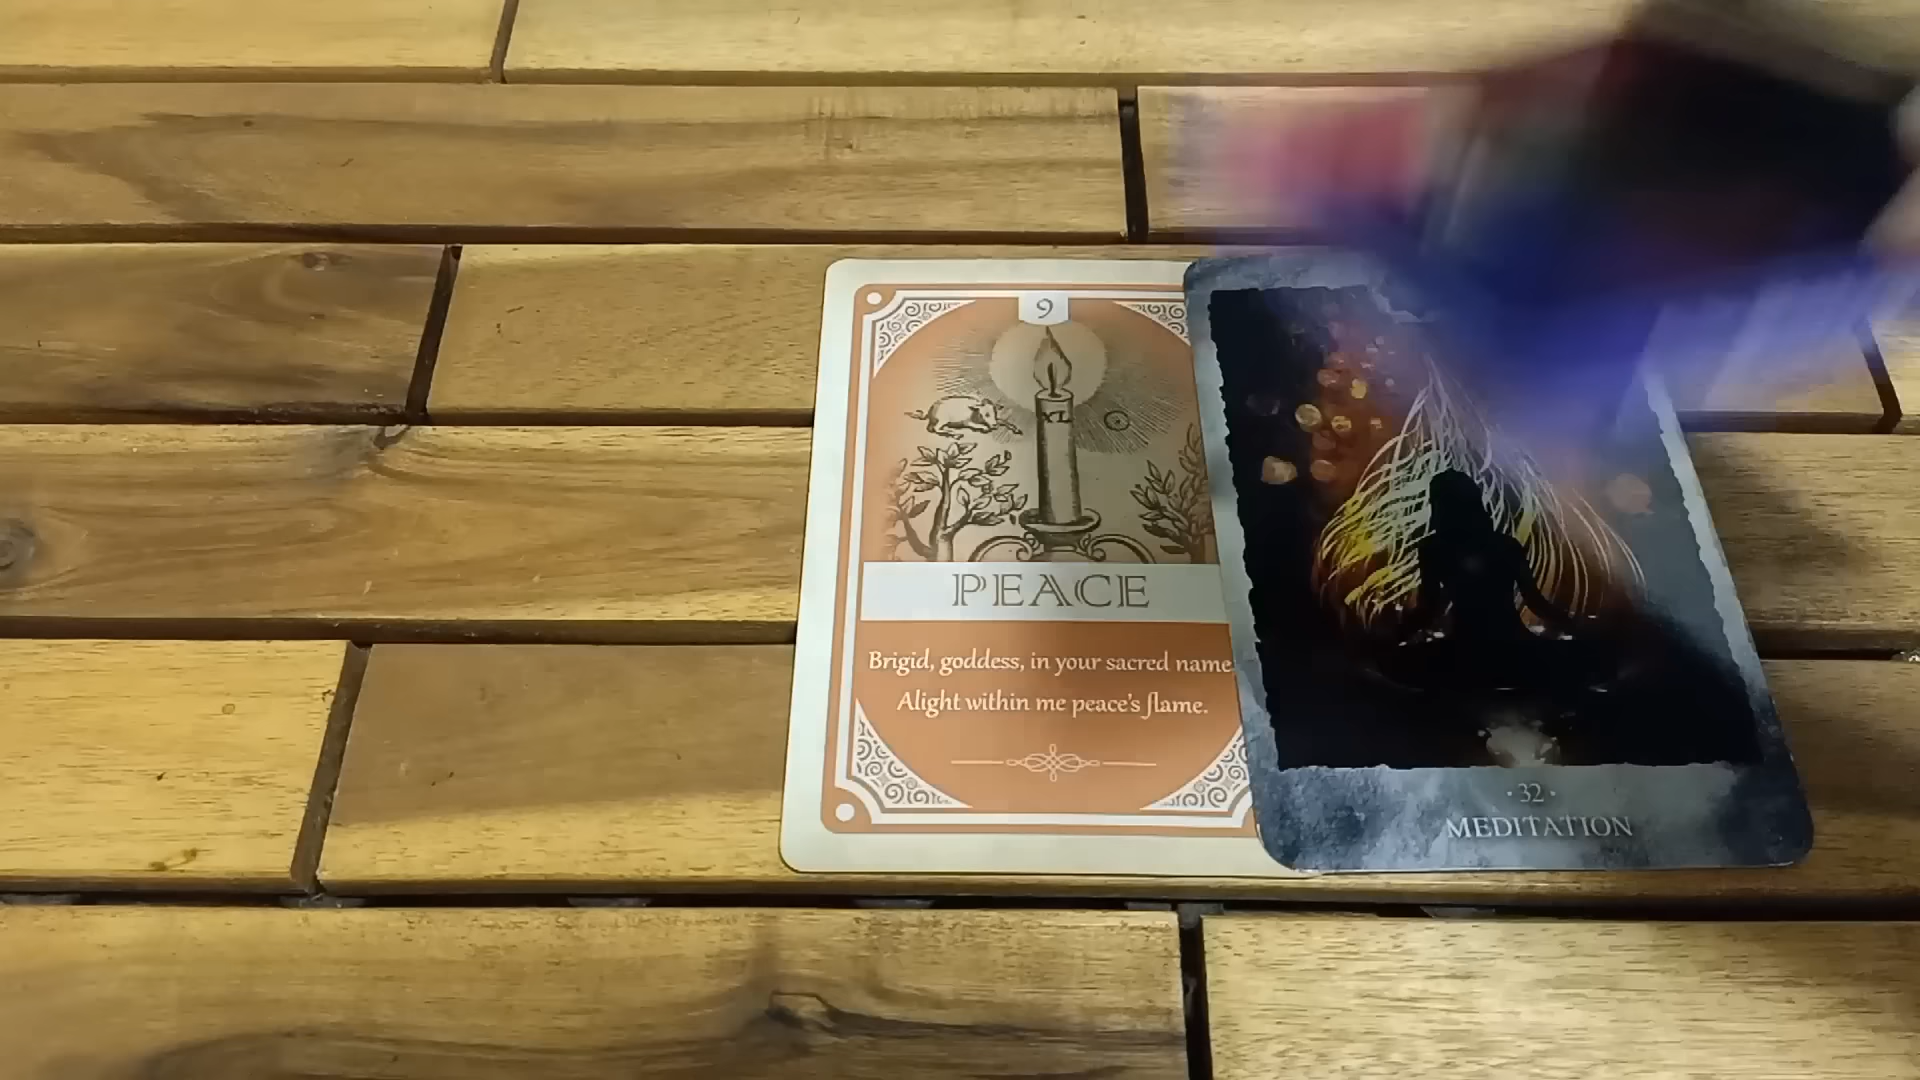 9
XL
PEACE
Brigid, goddess, in your sacred name
Alight within me peace's flame.
· 32 ·
MEDITATION